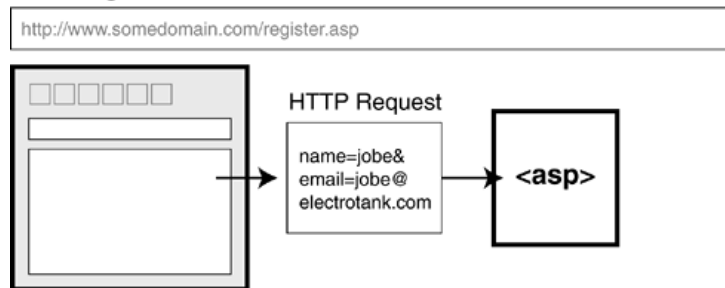 http://www.somedomain.com/register.asp
HTTP Request
name=jobe&
email=jobe@
electrotank.com
<asp>